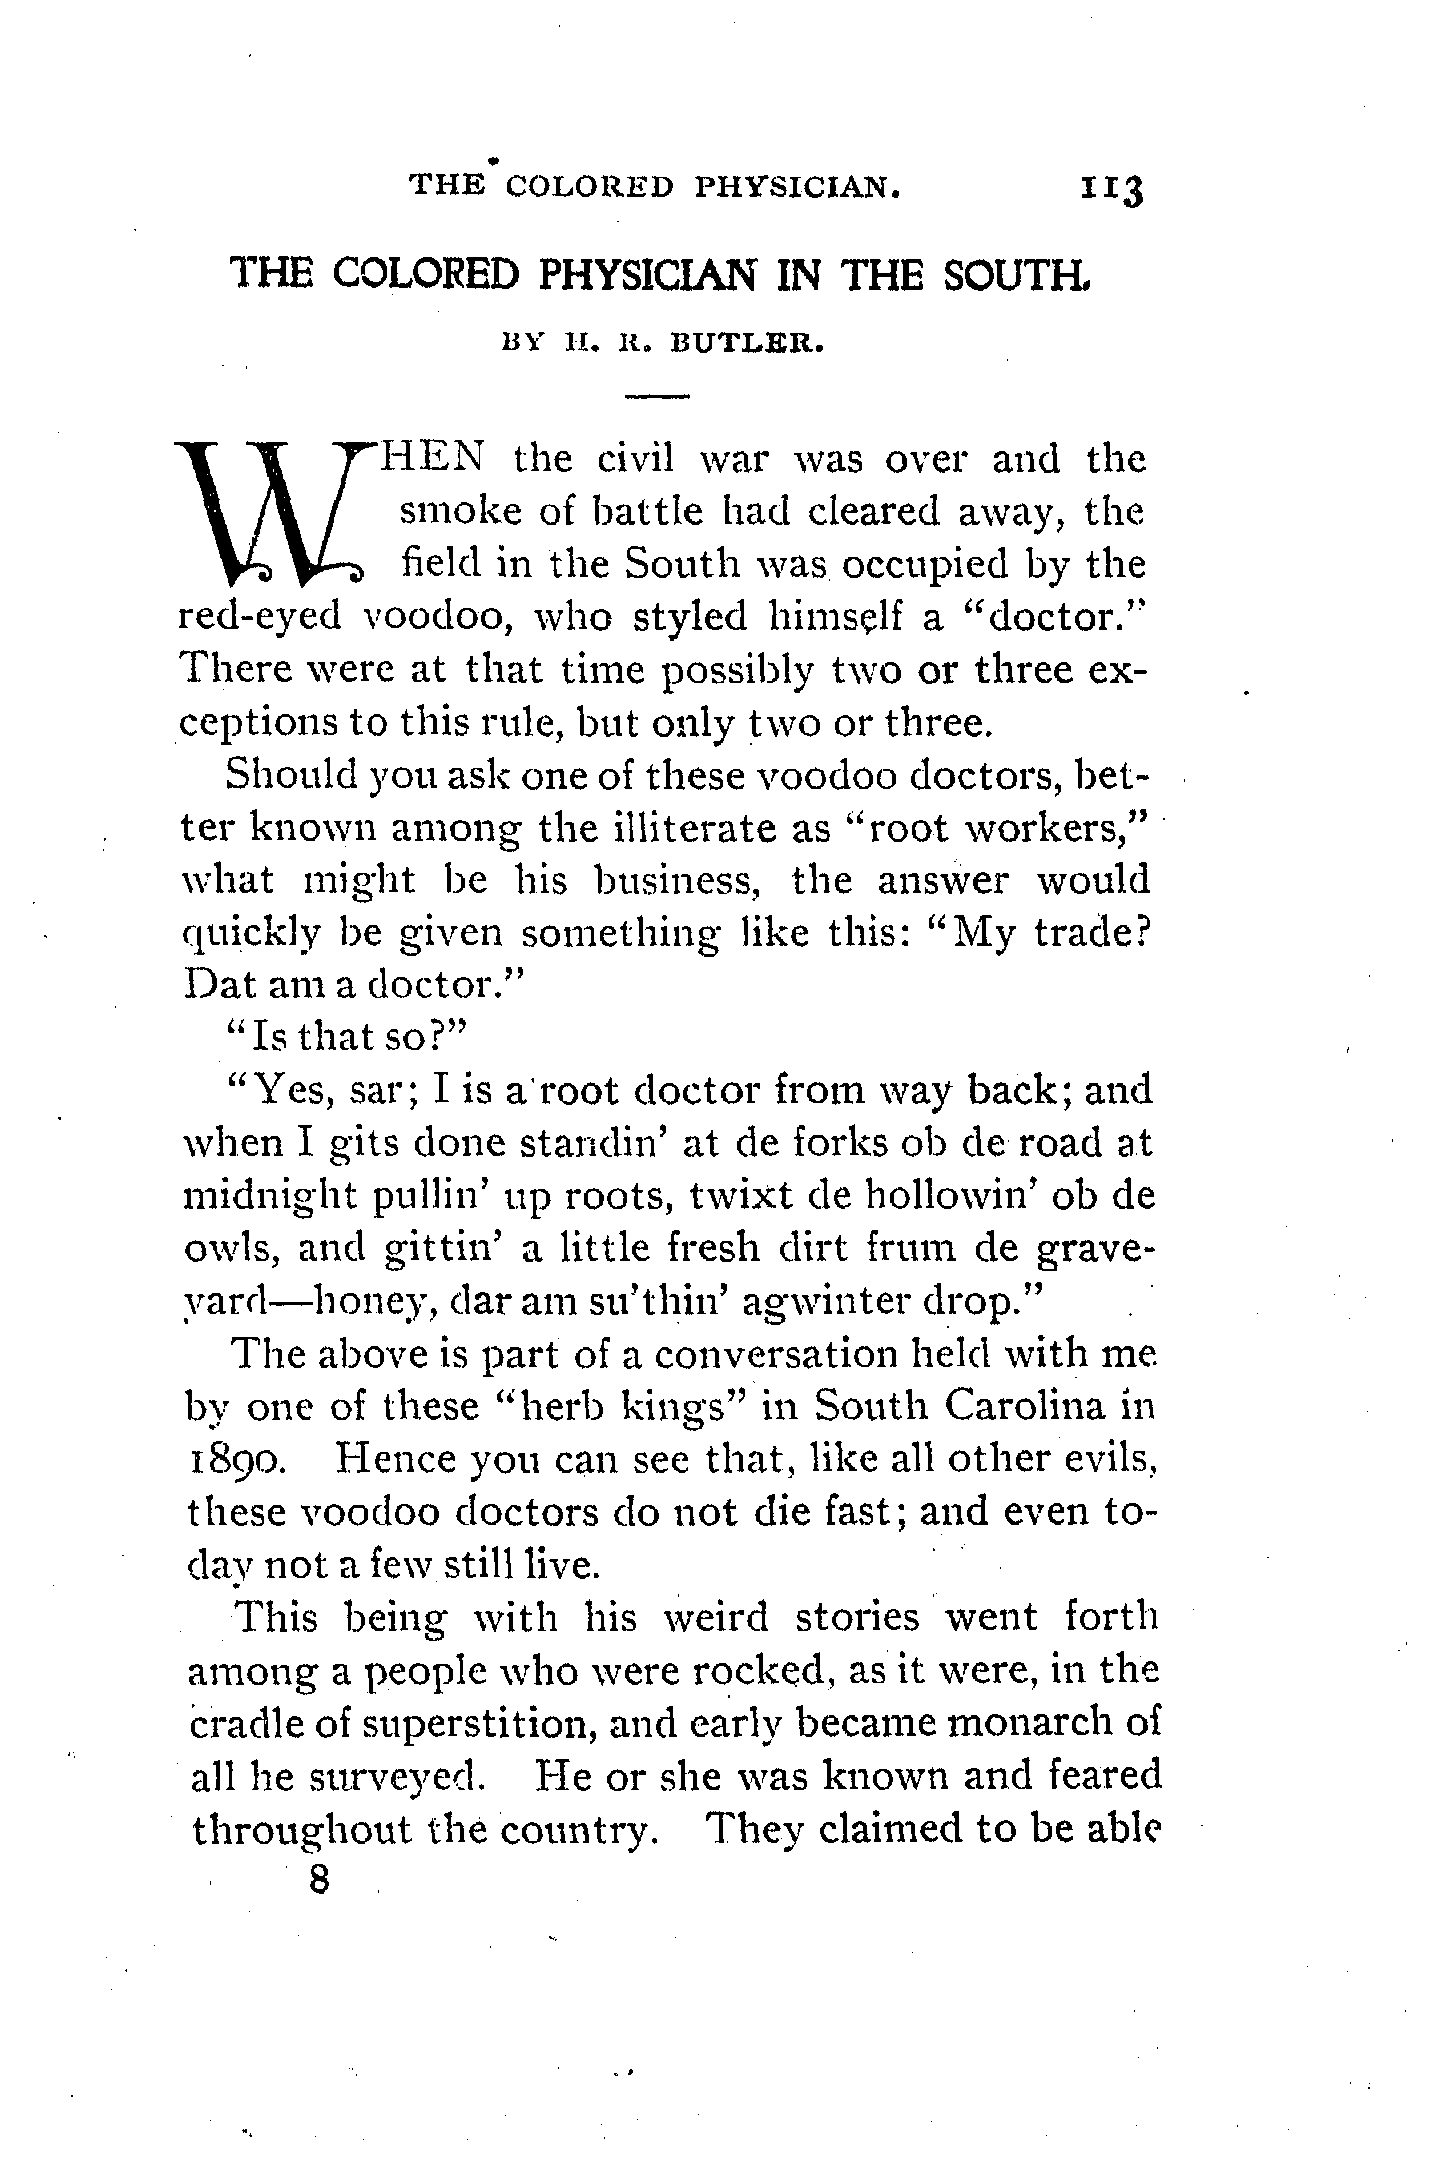 THE COLORED PHYSICIAN. 113
THE COLORED PHYSICIAN IN THE SOUTH.
BY H. R. BUTLER.
WHEN the civil war was over and the
smoke of battle had cleared away, the
field in the South was occupied by the
red-eyed voodoo, who styled himself a “doctor.”
There were at that time possibly two or three ex-
ceptions to this rule, but only two or three.
Should you ask one of these voodoo doctors, bet-
ter known among the illiterate as “root workers,”
what might be his business, the answer would
quickly be given something like this: “My trade?
Dat am a doctor.”
“Is that so?”
“Yes, sar; I is a root doctor from way back; and
when I gits done standin’ at de forks ob de road at
midnight pullin’ up roots, twixt de hollowin’ ob de
owls, and gittin’ a little fresh dirt frum de grave-
yard—honey, dar am su’thin’ agwinter drop.”
The above is part of a conversation held with me
by one of these “herb kings” in South Carolina in
1890. Hence you can see that, like all other evils,
these voodoo doctors do not die fast; and even to-
day not a few still live.
This being with his weird stories went forth
among a people who were rocked, as it were, in the
cradle of superstition, and early became monarch of
all he surveyed. He or she was known and feared
throughout the country. They claimed to be able
8